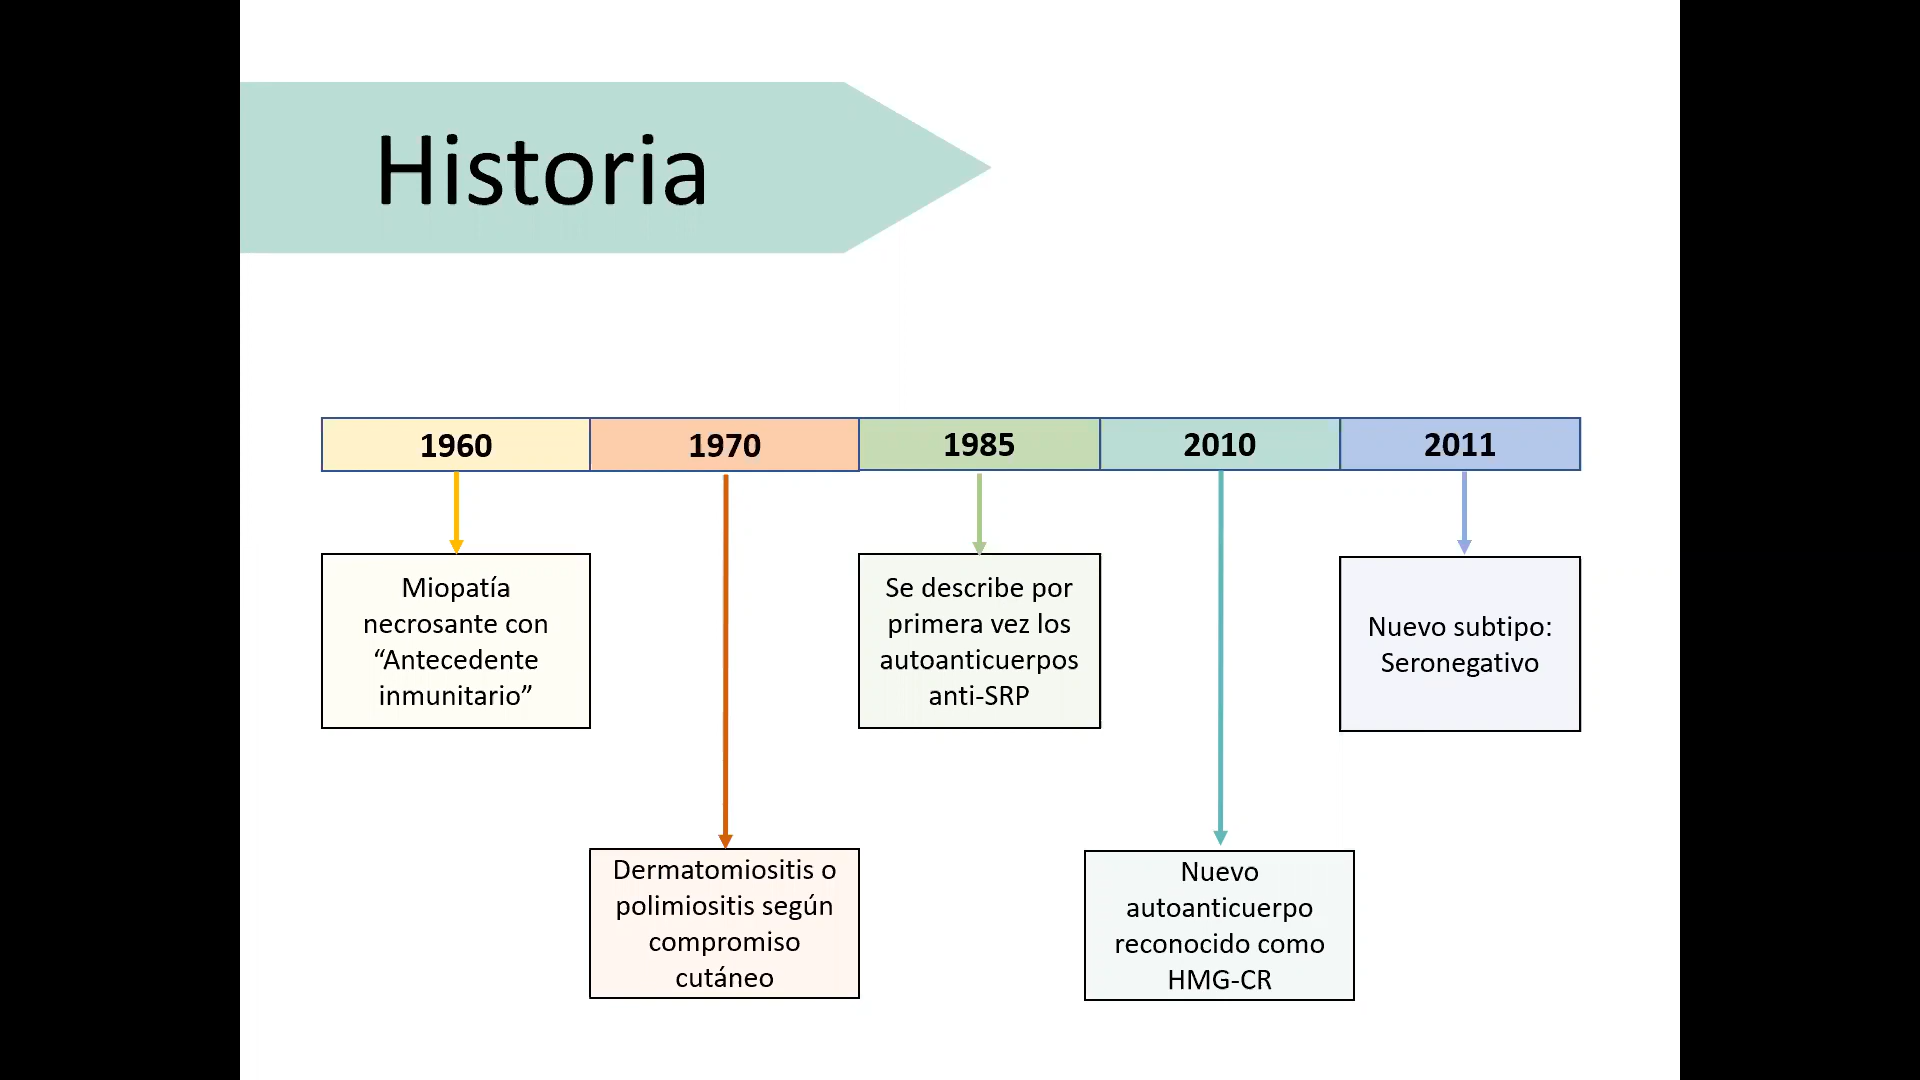 Historia
1960
1970
1985
2010
2011
Miopatía
necrosante con
“Antecedente
inmunitario”
Dermatomiositis o
polimiositis según
compromiso
cutáneo
Se describe por
primera vez los
autoanticuerpos
anti-SRP
Nuevo
autoanticuerpo
reconocido como
HMG-CR
Nuevo subtipo:
Seronegativo